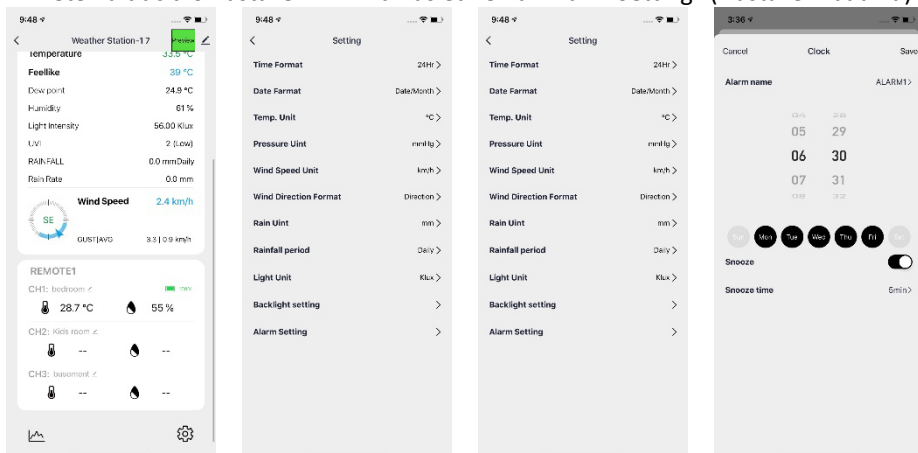 9:48
Weather Station-17
Preview
Temperature 33.5 °C
Feellike 39 °C
Dew point 24.9 °C
Humidity 61 %
Light Intensity 56.00 Klux
UVI 2 (Low)
RAINFALL 0.0 mmDaily
Rain Rate 0.0 mm
SE
Wind Speed 2.4 km/h
GUST|AVG 3.3 | 0.9 km/h
REMOTE1
CH1: bedroom
28.7 °C 55 %
CH2: Kids room
-- --
CH3: basement
-- --
9:48
Setting
Time Format 24Hr >
Date Farmat Date/Month >
Temp. Unit °C >
Pressure Uint mmHg >
Wind Speed Unit km/h >
Wind Direction Format Direction >
Rain Uint mm >
Rainfall period Daily >
Light Unit Klux >
Backlight setting >
Alarm Setting >
9:48
Setting
Time Format 24Hr >
Date Farmat Date/Month >
Temp. Unit °C >
Pressure Uint mmHg >
Wind Speed Unit km/h >
Wind Direction Format Direction >
Rain Uint mm >
Rainfall period Daily >
Light Unit Klux >
Backlight setting >
Alarm Setting >
3:36
Cancel Clock Save
Alarm name ALARM1>
05 29
06 30
07 31
Sun Mon Tue Wed Thu Fri Sat
Snooze
Snooze time 5min>